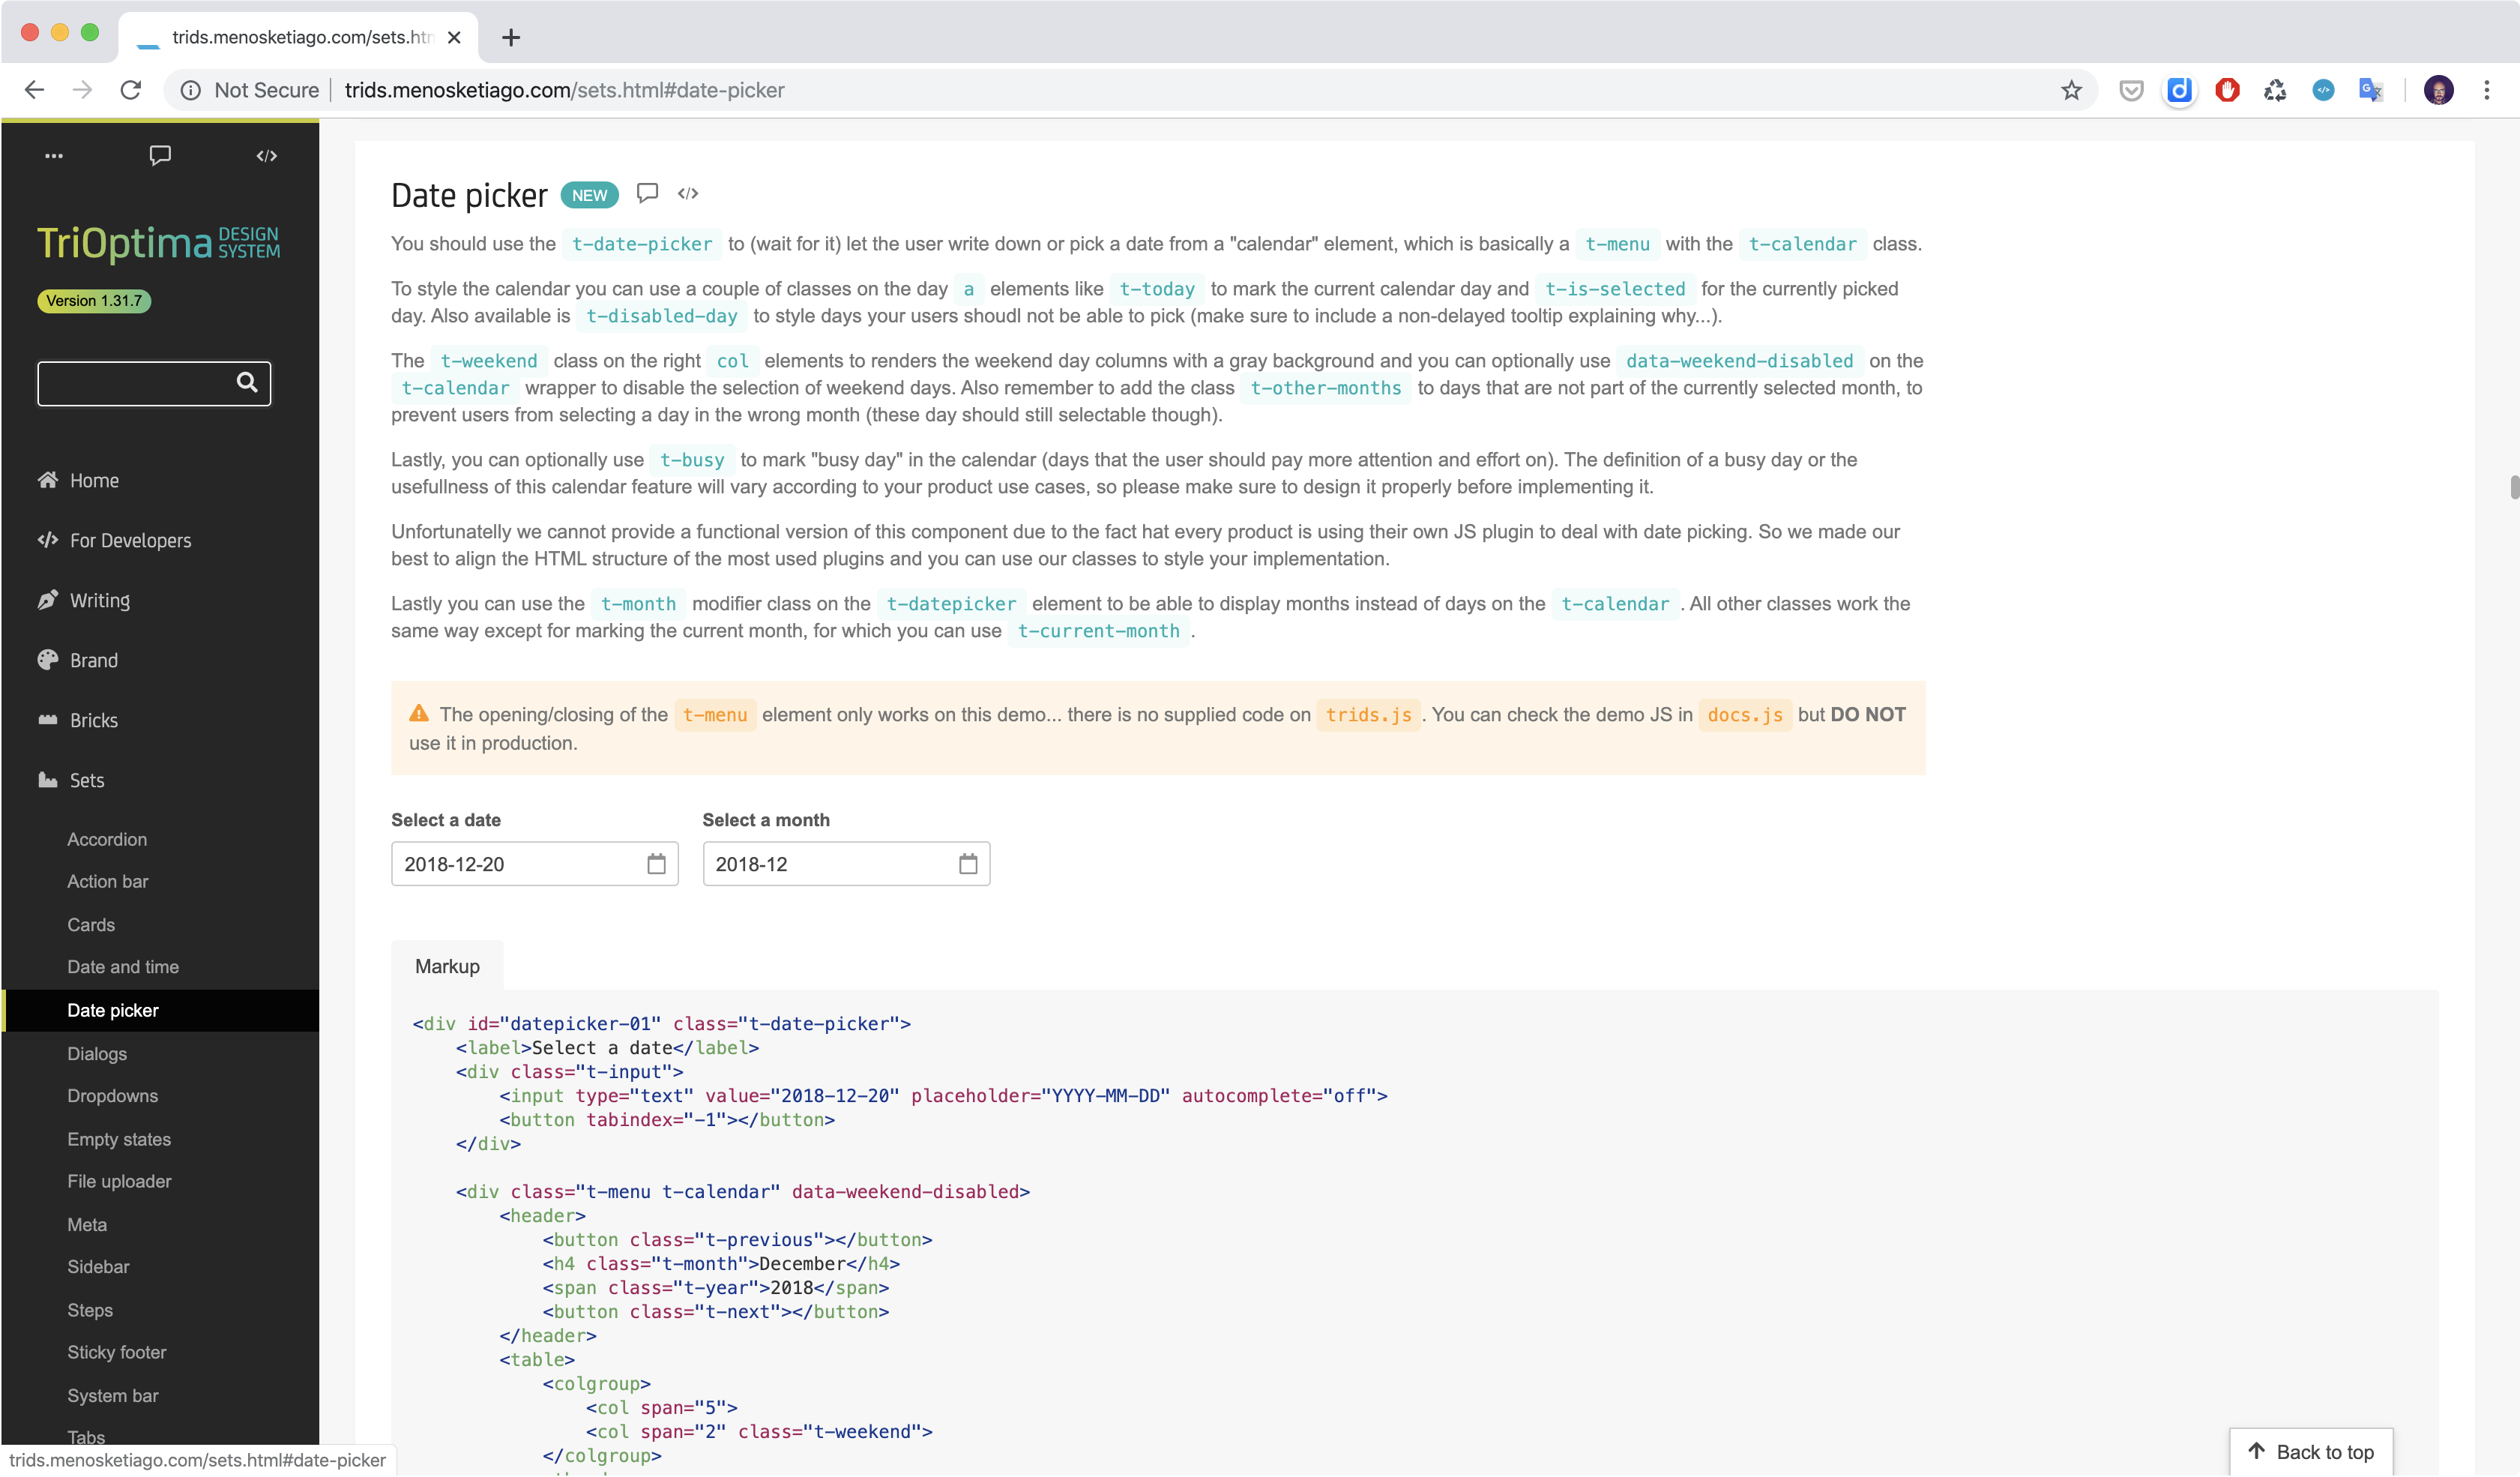 trids.menosketiago.com/sets.htm
Not Secure | trids.menosketiago.com/sets.html#date-picker
TriOptima DESIGN SYSTEM
Version 1.31.7
Home
For Developers
Writing
Brand
Bricks
Sets
Accordion
Action bar
Cards
Date and time
Date picker
Dialogs
Dropdowns
Empty states
File uploader
Meta
Sidebar
Steps
Sticky footer
System bar
Tabs
trids.menosketiago.com/sets.html#date-picker
Date picker NEW
You should use the t-date-picker to (wait for it) let the user write down or pick a date from a "calendar" element, which is basically a t-menu with the t-calendar class.
To style the calendar you can use a couple of classes on the day a elements like t-today to mark the current calendar day and t-is-selected for the currently picked
day. Also available is t-disabled-day to style days your users shoudl not be able to pick (make sure to include a non-delayed tooltip explaining why...).
The t-weekend class on the right col elements to renders the weekend day columns with a gray background and you can optionally use data-weekend-disabled on the
t-calendar wrapper to disable the selection of weekend days. Also remember to add the class t-other-months to days that are not part of the currently selected month, to
prevent users from selecting a day in the wrong month (these day should still selectable though).
Lastly, you can optionally use t-busy to mark "busy day" in the calendar (days that the user should pay more attention and effort on). The definition of a busy day or the
usefullness of this calendar feature will vary according to your product use cases, so please make sure to design it properly before implementing it.
Unfortunatelly we cannot provide a functional version of this component due to the fact hat every product is using their own JS plugin to deal with date picking. So we made our
best to align the HTML structure of the most used plugins and you can use our classes to style your implementation.
Lastly you can use the t-month modifier class on the t-datepicker element to be able to display months instead of days on the t-calendar . All other classes work the
same way except for marking the current month, for which you can use t-current-month .
The opening/closing of the t-menu element only works on this demo... there is no supplied code on trids.js . You can check the demo JS in docs.js but DO NOT
use it in production.
Select a date
Select a month
2018-12-20
2018-12
Markup
<div id="datepicker-01" class="t-date-picker">
<label>Select a date</label>
<div class="t-input">
<input type="text" value="2018-12-20" placeholder="YYYY-MM-DD" autocomplete="off">
<button tabindex="-1"></button>
</div>
<div class="t-menu t-calendar" data-weekend-disabled>
<header>
<button class="t-previous"></button>
<h4 class="t-month">December</h4>
<span class="t-year">2018</span>
<button class="t-next"></button>
</header>
<table>
<colgroup>
<col span="5">
<col span="2" class="t-weekend">
</colgroup>
Back to top